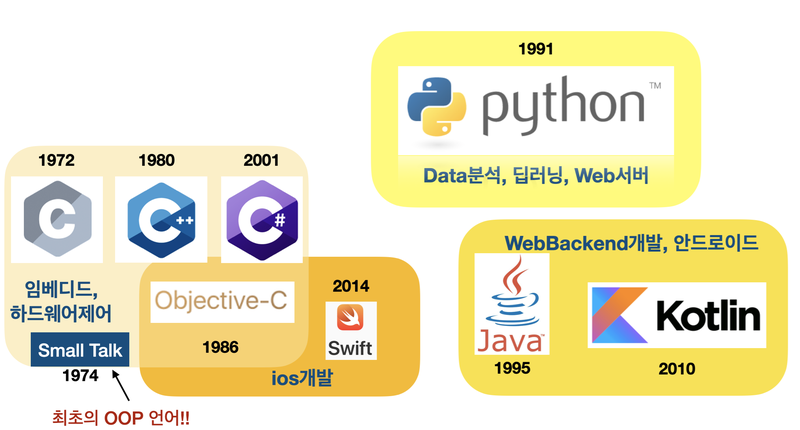 1991
python™
Data분석, 딥러닝, Web서버
1972
1980
2001
C
C++
C#
임베디드,
하드웨어제어
Small Talk
1974
최초의 OOP 언어!!
Objective-C
1986
2014
Swift
ios개발
WebBackend개발, 안드로이드
Java™
1995
Kotlin
2010